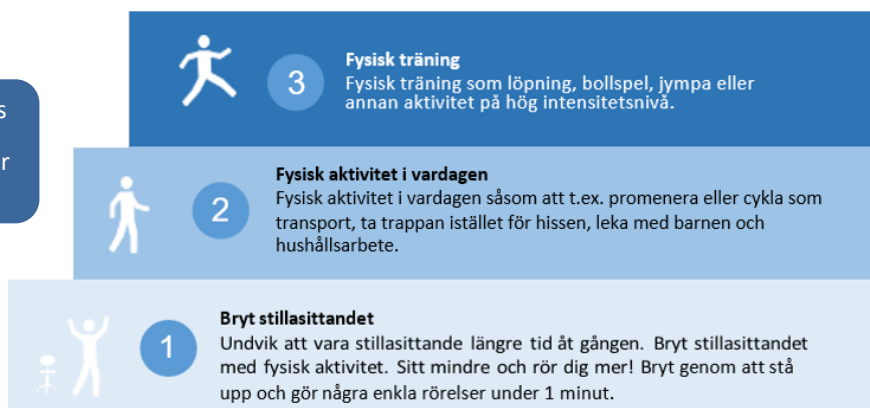 3
Fysisk träning
Fysisk träning som löpning, bollspel, jympa eller
annan aktivitet på hög intensitetsnivå.
s
r
2
Fysisk aktivitet i vardagen
Fysisk aktivitet i vardagen såsom att t.ex. promenera eller cykla som
transport, ta trappan istället för hissen, leka med barnen och
hushållsarbete.
1
Bryt stillasittandet
Undvik att vara stillasittande längre tid åt gången. Bryt stillasittandet
med fysisk aktivitet. Sitt mindre och rör dig mer! Bryt genom att stå
upp och gör några enkla rörelser under 1 minut.